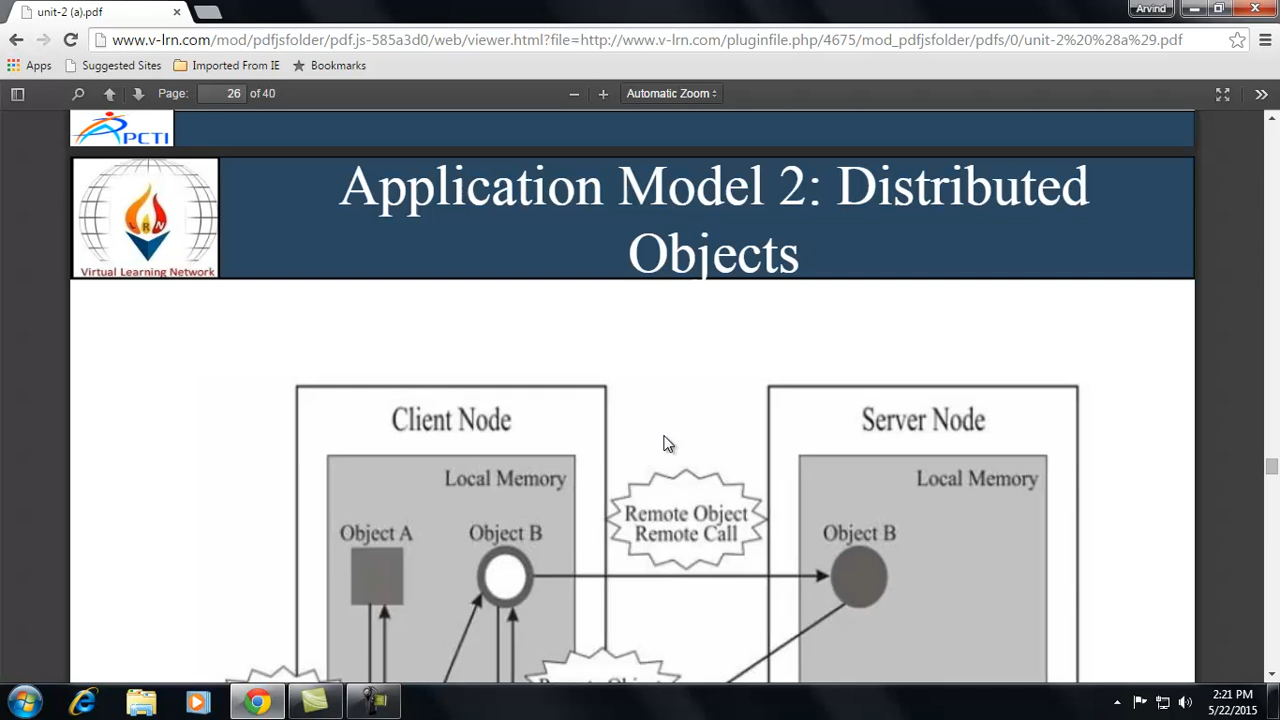 unit-2 (a).pdf
Arvind
www.v-lrn.com/mod/pdfjsfolder/pdf.js-585a3d0/web/viewer.html?file=http://www.v-lrn.com/pluginfile.php/4675/mod_pdfjsfolder/pdfs/0/unit-2%20%28a%29.pdf
Apps Suggested Sites Imported From IE Bookmarks
Page: 26 of 40 Automatic Zoom
PCTI
Application Model 2: Distributed
Objects
LRN
Virtual Learning Network
Client Node
Server Node
Local Memory
Local Memory
Remote Object
Remote Call
Object A
Object B
Object B
2:21 PM
5/22/2015